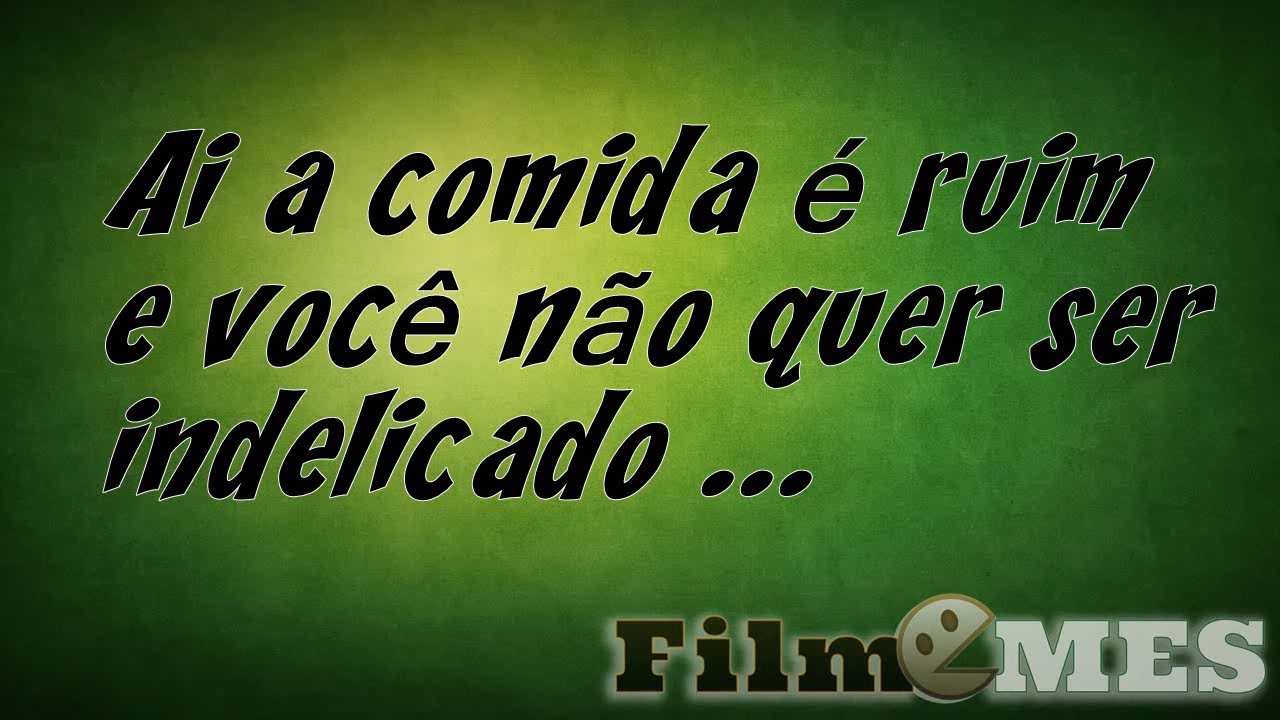 Ai a comida é ruim
e você não quer ser
indelicado ...
FilmeMES